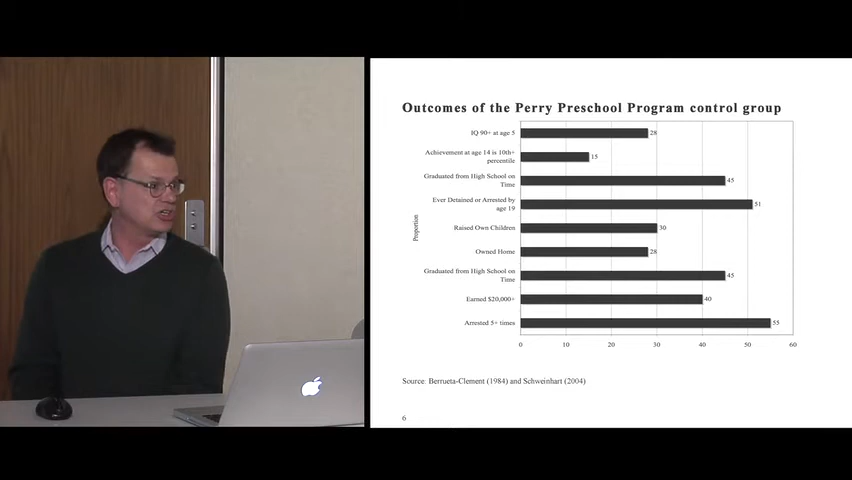 Outcomes of the Perry Preschool Program control group
IQ 90+ at age 5
28
Achievement at age 14 is 10th+
percentile
15
Graduated from High School on
Time
45
Ever Detained or Arrested by
age 19
51
Proportion
Raised Own Children
30
Owned Home
28
Graduated from High School on
Time
45
Earned $20,000+
40
Arrested 5+ times
55
0 10 20 30 40 50 60
Source: Berrueta-Clement (1984) and Schweinhart (2004)
6